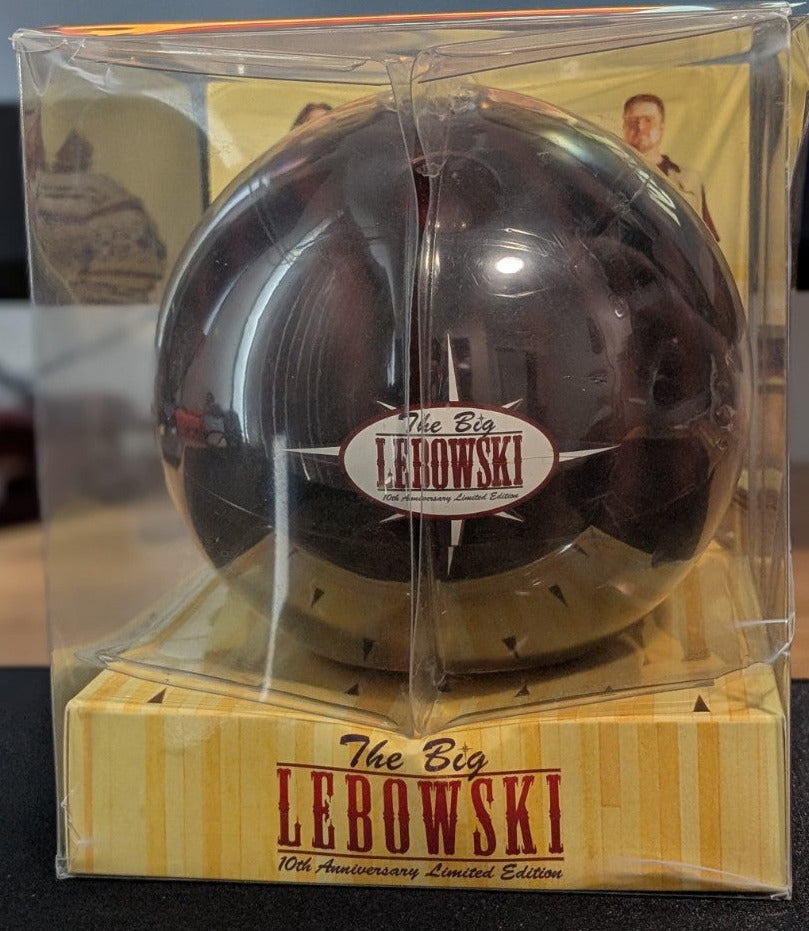 The Big
LEBOWSKI
10th Anniversary Limited Edition
The Big
LEBOWSKI
10th Anniversary Limited Edition